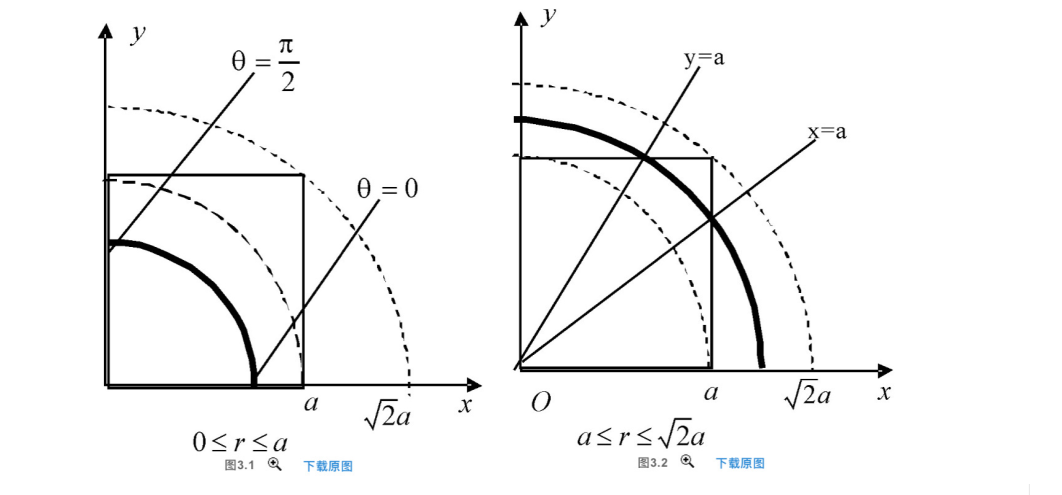 y
θ = π/2
θ = 0
a
√2a
x
0 ≤ r ≤ a
图3.1 下载原图
y
y=a
x=a
O
a
√2a
x
a ≤ r ≤ √2a
图3.2 下载原图